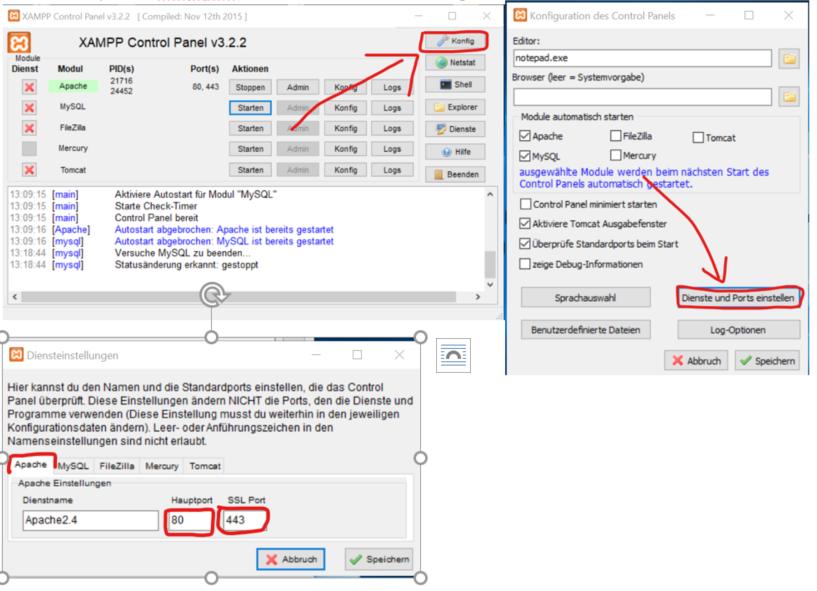 XAMPP Control Panel v3.2.2 [ Compiled: Nov 12th 2015 ]
XAMPP Control Panel v3.2.2
Konfig
Module
Dienst Modul PID(s) Port(s) Aktionen
Netstat
Apache 21716 24452 80, 443 Stoppen Admin Konfig Logs
Shell
MySQL Starten Admin Konfig Logs
Explorer
FileZilla Starten Admin Konfig Logs
Dienste
Mercury Starten Admin Konfig Logs
Hilfe
Tomcat Starten Admin Konfig Logs
Beenden
13:09:15 [main] Aktiviere Autostart für Modul "MySQL"
13:09:15 [main] Starte Check-Timer
13:09:15 [main] Control Panel bereit
13:09:16 [Apache] Autostart abgebrochen: Apache ist bereits gestartet
13:09:16 [mysql] Autostart abgebrochen: MySQL ist bereits gestartet
13:18:44 [mysql] Versuche MySQL zu beenden...
13:18:44 [mysql] Statusänderung erkannt: gestoppt
Konfiguration des Control Panels
Editor:
notepad.exe
Browser (leer = Systemvorgabe)
Module automatisch starten
Apache FileZilla Tomcat
MySQL Mercury
ausgewählte Module werden beim nächsten Start des
Control Panels automatisch gestartet.
Control Panel minimiert starten
Aktiviere Tomcat Ausgabefenster
Überprüfe Standardports beim Start
zeige Debug-Informationen
Sprachauswahl Dienste und Ports einstellen
Benutzerdefinierte Dateien Log-Optionen
Abbruch Speichern
Diensteinstellungen
Hier kannst du den Namen und die Standardports einstellen, die das Control
Panel überprüft. Diese Einstellungen ändern NICHT die Ports, den die Dienste und
Programme verwenden (Diese Einstellung musst du weiterhin in den jeweiligen
Konfigurationsdaten ändern). Leer- oder Anführungszeichen in den
Namenseinstellungen sind nicht erlaubt.
Apache MySQL FileZilla Mercury Tomcat
Apache Einstellungen
Dienstname Hauptport SSL Port
Apache2.4 80 443
Abbruch Speichern